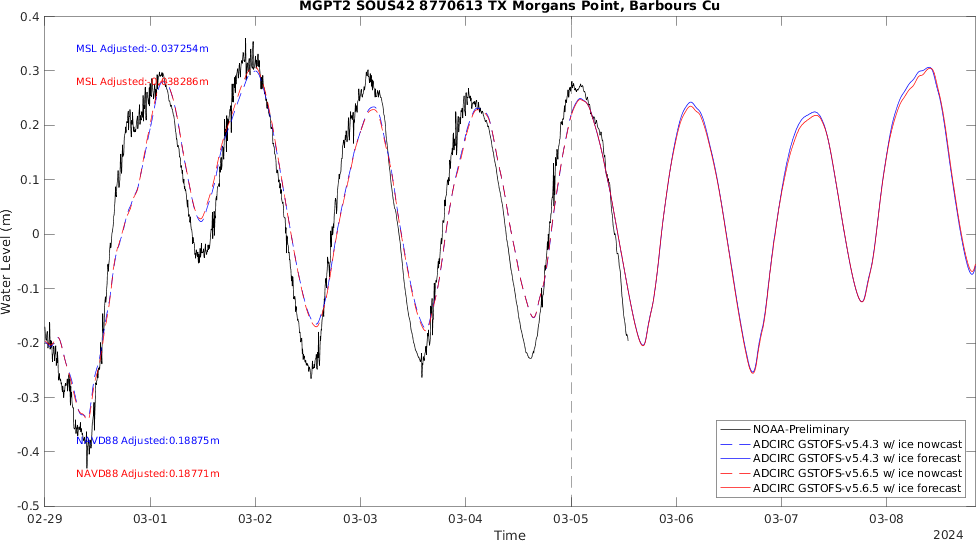 MGPT2 SOUS42 8770613 TX Morgans Point, Barbours Cu
0.4
0.3
0.2
0.1
0
-0.1
-0.2
-0.3
-0.4
-0.5
Water Level (m)
MSL Adjusted:-0.037254m
MSL Adjusted:-0.038286m
NAVD88 Adjusted:0.18875m
NAVD88 Adjusted:0.18771m
NOAA-Preliminary
ADCIRC GSTOFS-v5.4.3 w/ ice nowcast
ADCIRC GSTOFS-v5.4.3 w/ ice forecast
ADCIRC GSTOFS-v5.6.5 w/ ice nowcast
ADCIRC GSTOFS-v5.6.5 w/ ice forecast
02-29 03-01 03-02 03-03 03-04 03-05 03-06 03-07 03-08
Time
2024